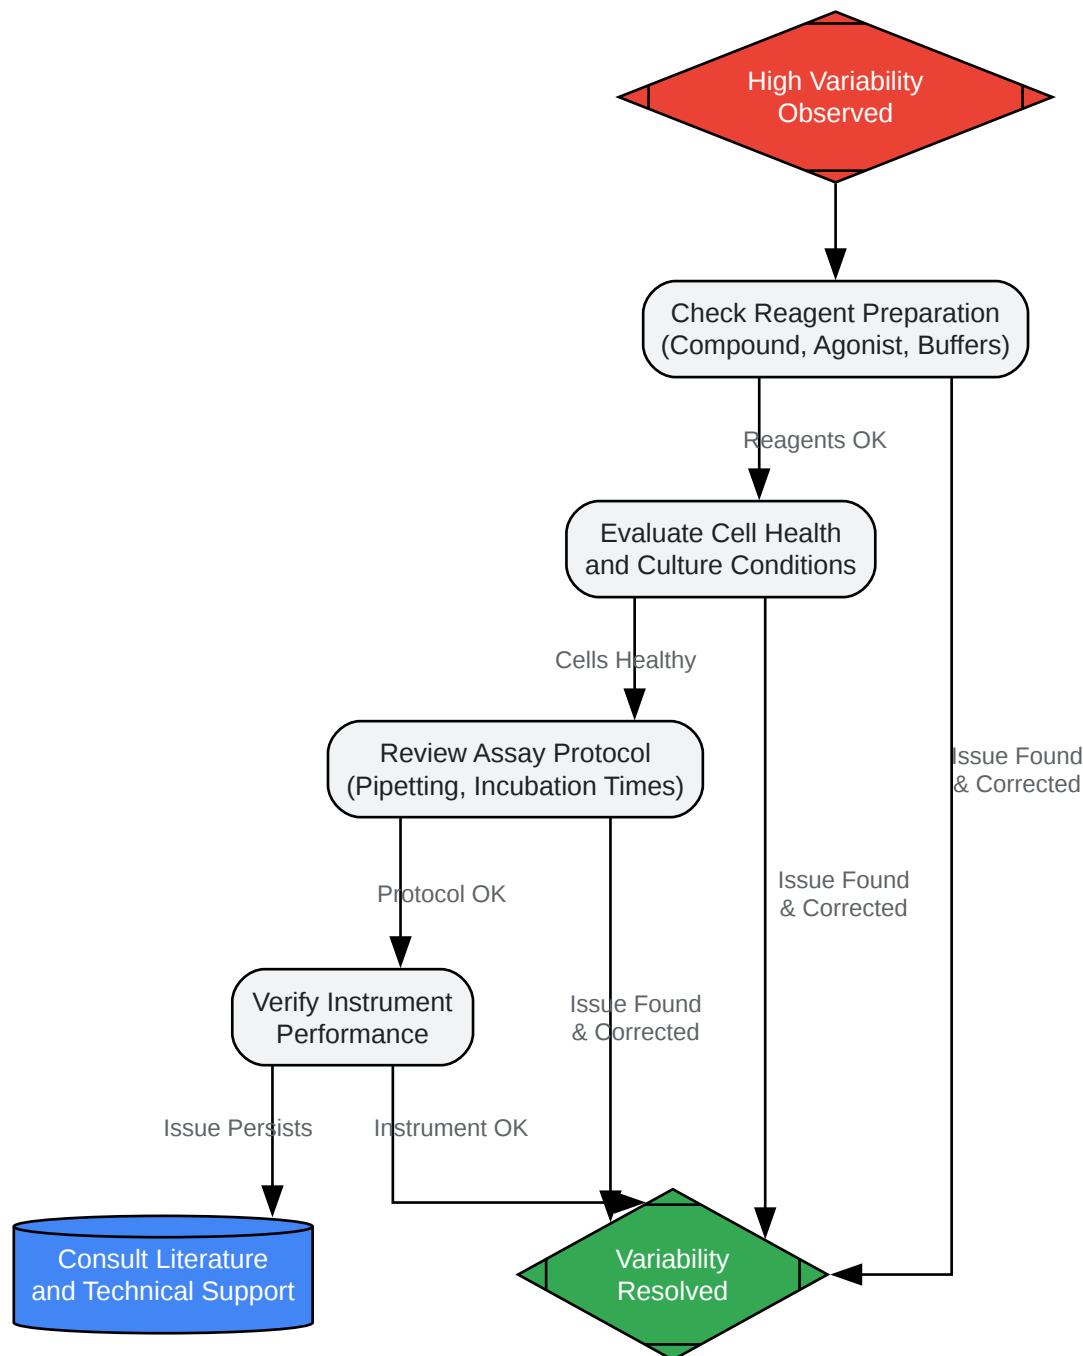 High Variability
Observed
Check Reagent Preparation
(Compound, Agonist, Buffers)
Reagents OK
Evaluate Cell Health
and Culture Conditions
Cells Healthy
Review Assay Protocol
(Pipetting, Incubation Times)
Issue Found
& Corrected
Protocol OK
Issue Found
& Corrected
Verify Instrument
Performance
Issue Found
& Corrected
Issue Persists
Instrument OK
Consult Literature
and Technical Support
Variability
Resolved